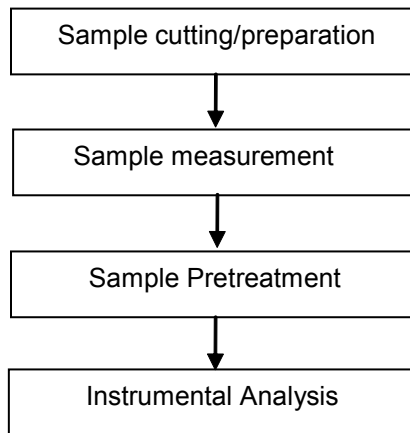 Sample cutting/preparation
Sample measurement
Sample Pretreatment
Instrumental Analysis